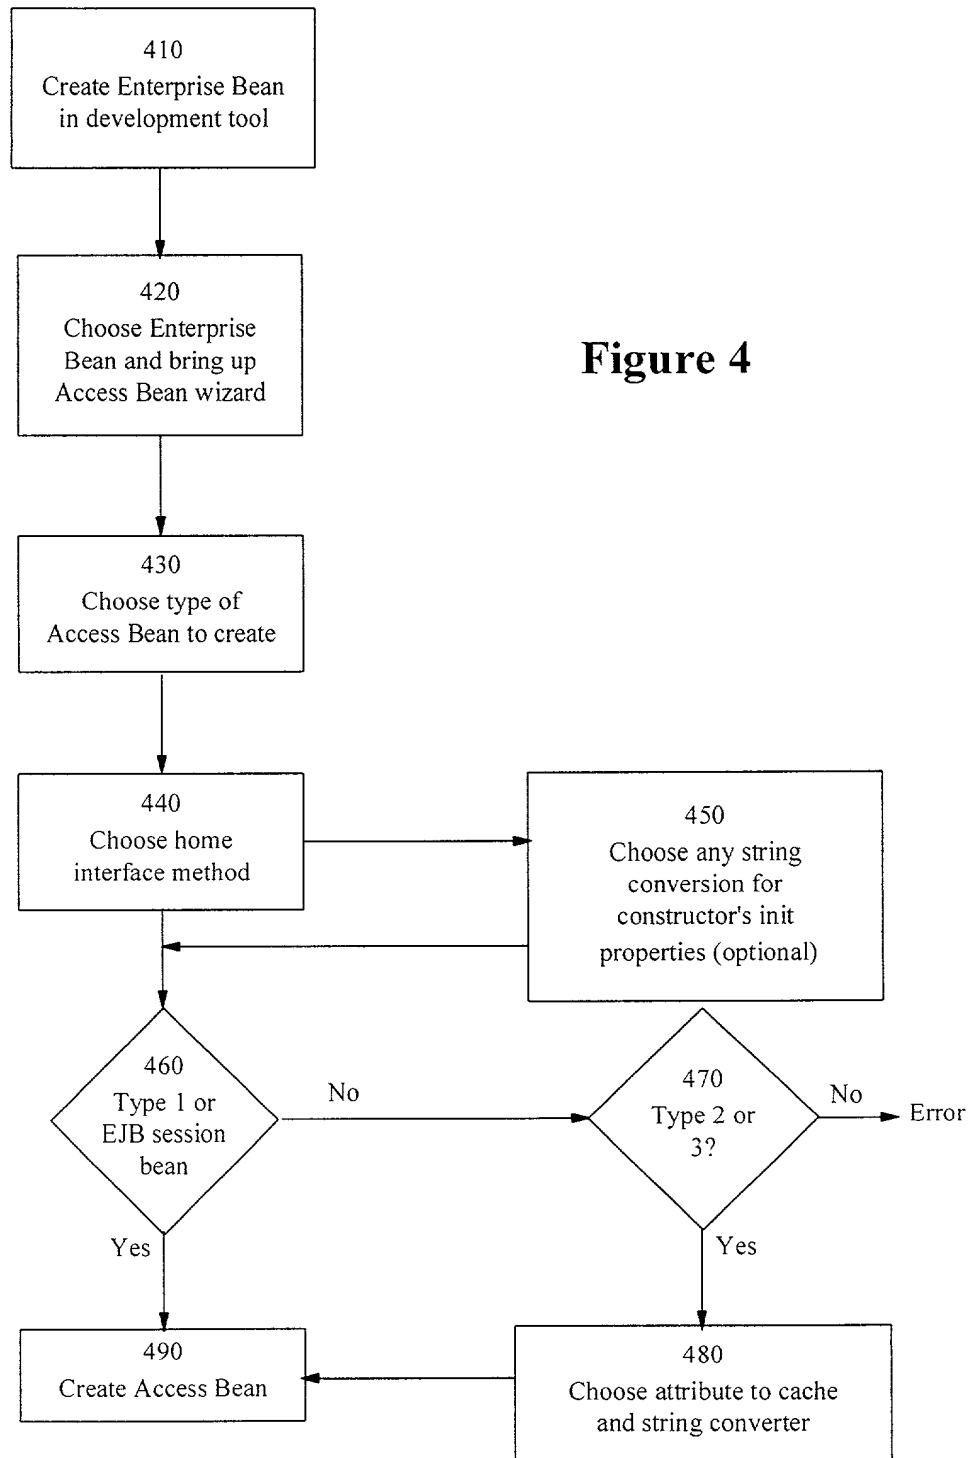 410
Create Enterprise Bean
in development tool
420
Choose Enterprise
Bean and bring up
Access Bean wizard
Figure 4
430
Choose type of
Access Bean to create
440
Choose home
interface method
450
Choose any string
conversion for
constructor's init
properties (optional)
460
Type 1 or
EJB session
bean
No
470
Type 2 or
3?
No
Error
Yes
Yes
490
Create Access Bean
480
Choose attribute to cache
and string converter